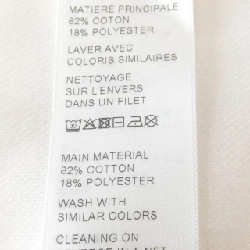 MATIERE PRINCIPALE
82% COTON
18% POLYESTER
LAVER AVEC
COLORIS SIMILAIRES
NETTOYAGE
SUR L'ENVERS
DANS UN FILET
MAIN MATERIAL
82% COTTON
18% POLYESTER
WASH WITH
SIMILAR COLORS
CLEANING ON